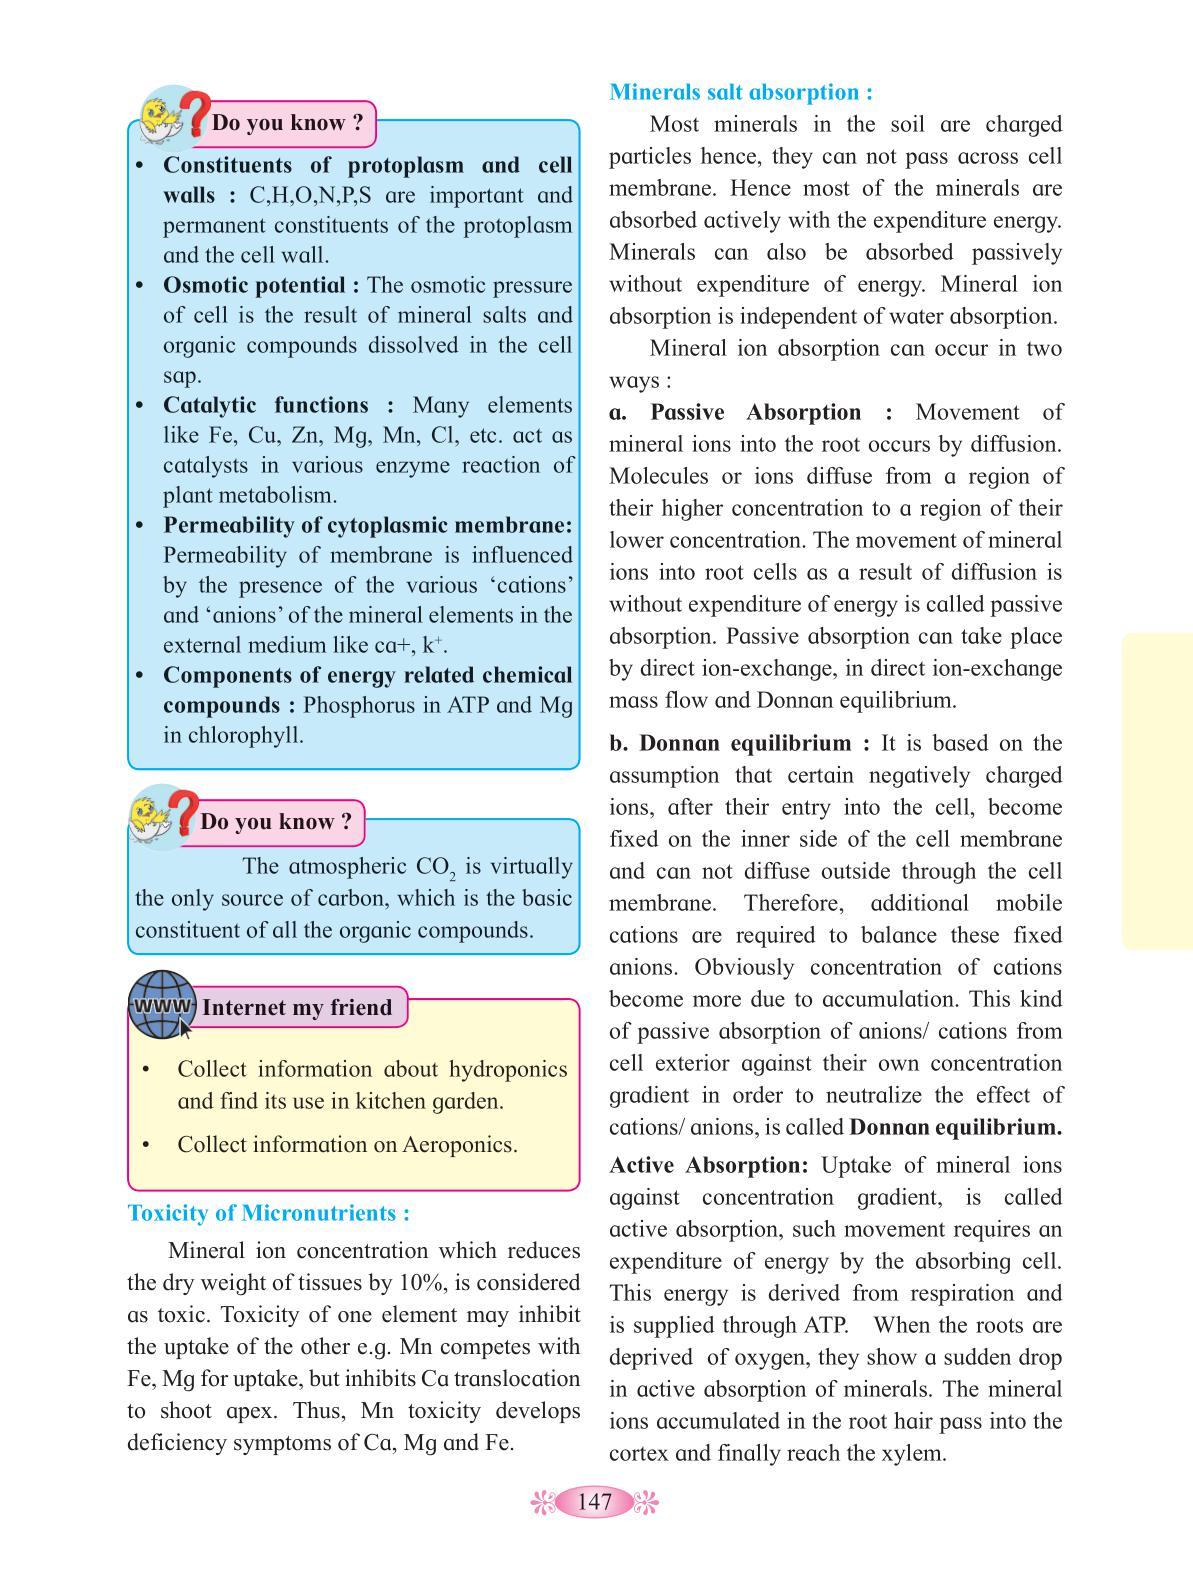 Do you know ?
• Constituents of protoplasm and cell
walls : C,H,O,N,P,S are important and
permanent constituents of the protoplasm
and the cell wall.
• Osmotic potential : The osmotic pressure
of cell is the result of mineral salts and
organic compounds dissolved in the cell
sap.
• Catalytic functions : Many elements
like Fe, Cu, Zn, Mg, Mn, Cl, etc. act as
catalysts in various enzyme reaction of
plant metabolism.
• Permeability of cytoplasmic membrane:
Permeability of membrane is influenced
by the presence of the various ‘cations’
and ‘anions’ of the mineral elements in the
external medium like ca+, k⁺.
• Components of energy related chemical
compounds : Phosphorus in ATP and Mg
in chlorophyll.
Do you know ?
The atmospheric CO₂ is virtually
the only source of carbon, which is the basic
constituent of all the organic compounds.
www Internet my friend
• Collect information about hydroponics
and find its use in kitchen garden.
• Collect information on Aeroponics.
Toxicity of Micronutrients :
Mineral ion concentration which reduces
the dry weight of tissues by 10%, is considered
as toxic. Toxicity of one element may inhibit
the uptake of the other e.g. Mn competes with
Fe, Mg for uptake, but inhibits Ca translocation
to shoot apex. Thus, Mn toxicity develops
deficiency symptoms of Ca, Mg and Fe.
Minerals salt absorption :
Most minerals in the soil are charged
particles hence, they can not pass across cell
membrane. Hence most of the minerals are
absorbed actively with the expenditure energy.
Minerals can also be absorbed passively
without expenditure of energy. Mineral ion
absorption is independent of water absorption.
Mineral ion absorption can occur in two
ways :
a. Passive Absorption : Movement of
mineral ions into the root occurs by diffusion.
Molecules or ions diffuse from a region of
their higher concentration to a region of their
lower concentration. The movement of mineral
ions into root cells as a result of diffusion is
without expenditure of energy is called passive
absorption. Passive absorption can take place
by direct ion-exchange, in direct ion-exchange
mass flow and Donnan equilibrium.
b. Donnan equilibrium : It is based on the
assumption that certain negatively charged
ions, after their entry into the cell, become
fixed on the inner side of the cell membrane
and can not diffuse outside through the cell
membrane. Therefore, additional mobile
cations are required to balance these fixed
anions. Obviously concentration of cations
become more due to accumulation. This kind
of passive absorption of anions/ cations from
cell exterior against their own concentration
gradient in order to neutralize the effect of
cations/ anions, is called Donnan equilibrium.
Active Absorption: Uptake of mineral ions
against concentration gradient, is called
active absorption, such movement requires an
expenditure of energy by the absorbing cell.
This energy is derived from respiration and
is supplied through ATP. When the roots are
deprived of oxygen, they show a sudden drop
in active absorption of minerals. The mineral
ions accumulated in the root hair pass into the
cortex and finally reach the xylem.
147